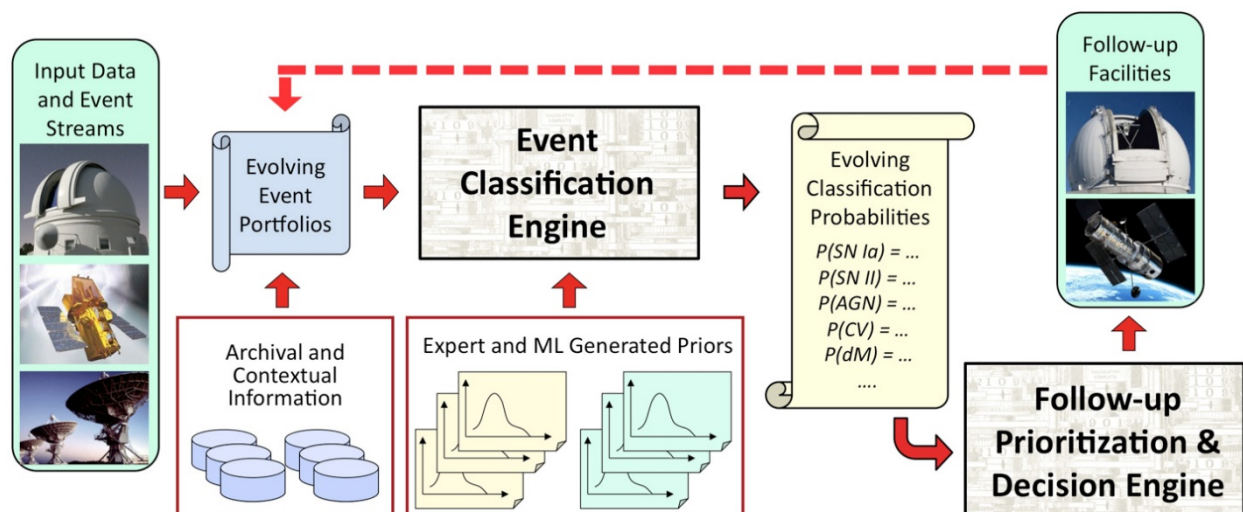 Input Data
and Event
Streams
Evolving
Event
Portfolios
Event
Classification
Engine
Evolving
Classification
Probabilities
P(SN Ia) = ...
P(SN II) = ...
P(AGN) = ...
P(CV) = ...
P(dM) = ...
....
Follow-up
Facilities
Archival and
Contextual
Information
Expert and ML Generated Priors
Follow-up
Prioritization &
Decision Engine